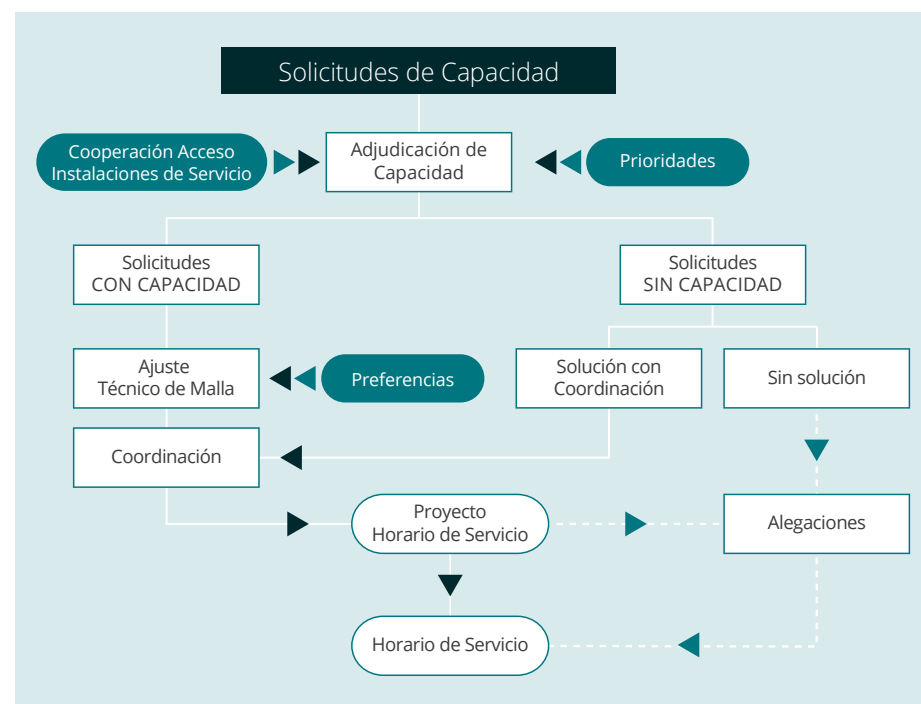 Solicitudes de Capacidad
Cooperación Acceso
Instalaciones de Servicio
Adjudicación de
Capacidad
Prioridades
Solicitudes
CON CAPACIDAD
Solicitudes
SIN CAPACIDAD
Ajuste
Técnico de Malla
Preferencias
Solución con
Coordinación
Sin solución
Coordinación
Proyecto
Horario de Servicio
Alegaciones
Horario de Servicio